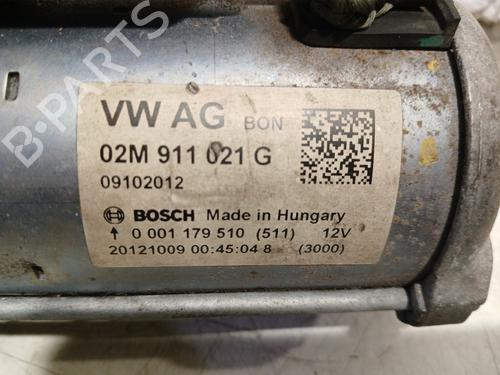 VW AG BON
02M 911 021 G
09102012
BOSCH Made in Hungary
0 001 179 510 (511) 12V
20121009 00:45:04 8 (3000)
B-PARTS